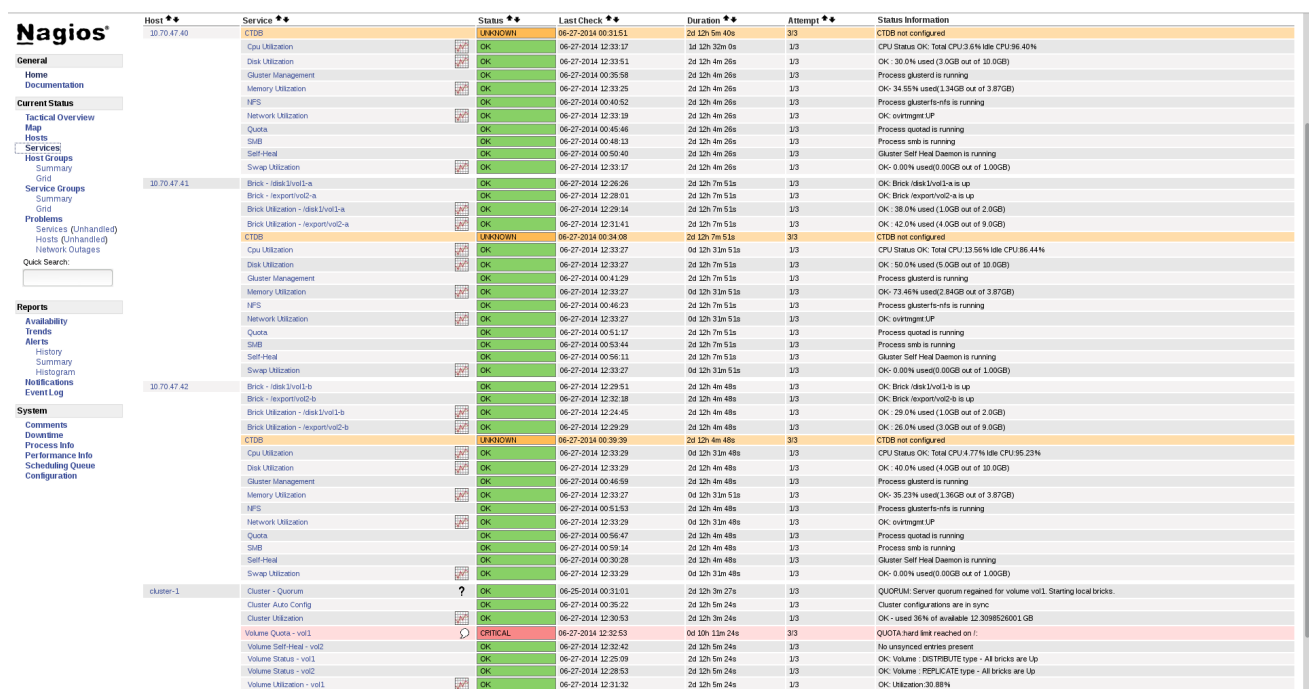 Nagios®
General
Home
Documentation
Current Status
Tactical Overview
Map
Hosts
Services
Host Groups
Summary
Grid
Service Groups
Summary
Grid
Problems
Services (Unhandled)
Hosts (Unhandled)
Network Outages
Quick Search:
Reports
Availability
Trends
Alerts
History
Summary
Histogram
Notifications
Event Log
System
Comments
Downtime
Process Info
Performance Info
Scheduling Queue
Configuration
Host Service Status Last Check Duration Attempt Status Information
10.70.47.40 CTDB UNKNOWN 06-27-2014 00:31:51 2d 12h 5m 40s 3/3 CTDB not configured
Cpu Utilization OK 06-27-2014 12:33:17 1d 12h 32m 0s 1/3 CPU Status OK: Total CPU:3.6% Idle CPU:96.40%
Disk Utilization OK 06-27-2014 12:33:51 2d 12h 4m 26s 1/3 OK : 30.0% used (3.0GB out of 10.0GB)
Gluster Management OK 06-27-2014 00:35:58 2d 12h 4m 26s 1/3 Process glusterd is running
Memory Utilization OK 06-27-2014 12:33:25 2d 12h 4m 26s 1/3 OK- 34.55% used(1.34GB out of 3.87GB)
NFS OK 06-27-2014 00:40:52 2d 12h 4m 26s 1/3 Process glusterfs-nfs is running
Network Utilization OK 06-27-2014 12:33:19 2d 12h 4m 26s 1/3 OK: ovirtmgmt:UP
Quota OK 06-27-2014 00:45:46 2d 12h 4m 26s 1/3 Process quotad is running
SMB OK 06-27-2014 00:48:13 2d 12h 4m 26s 1/3 Process smb is running
Self-Heal OK 06-27-2014 00:50:40 2d 12h 4m 26s 1/3 Gluster Self Heal Daemon is running
Swap Utilization OK 06-27-2014 12:33:17 2d 12h 4m 26s 1/3 OK- 0.00% used(0.00GB out of 1.00GB)
10.70.47.41 Brick - /disk1/vol1-a OK 06-27-2014 12:26:26 2d 12h 7m 51s 1/3 OK: Brick /disk1/vol1-a is up
Brick - /export/vol2-a OK 06-27-2014 12:28:01 2d 12h 7m 51s 1/3 OK: Brick /export/vol2-a is up
Brick Utilization - /disk1/vol1-a OK 06-27-2014 12:29:14 2d 12h 7m 51s 1/3 OK : 38.0% used (1.0GB out of 2.0GB)
Brick Utilization - /export/vol2-a OK 06-27-2014 12:31:41 2d 12h 7m 51s 1/3 OK : 42.0% used (4.0GB out of 9.0GB)
CTDB UNKNOWN 06-27-2014 00:34:08 2d 12h 7m 51s 3/3 CTDB not configured
Cpu Utilization OK 06-27-2014 12:33:27 0d 12h 31m 51s 1/3 CPU Status OK: Total CPU:13.56% Idle CPU:86.44%
Disk Utilization OK 06-27-2014 12:33:27 2d 12h 7m 51s 1/3 OK : 50.0% used (5.0GB out of 10.0GB)
Gluster Management OK 06-27-2014 00:41:29 2d 12h 7m 51s 1/3 Process glusterd is running
Memory Utilization OK 06-27-2014 12:33:27 0d 12h 31m 51s 1/3 OK- 73.46% used(2.84GB out of 3.87GB)
NFS OK 06-27-2014 00:46:23 2d 12h 7m 51s 1/3 Process glusterfs-nfs is running
Network Utilization OK 06-27-2014 12:33:27 0d 12h 31m 51s 1/3 OK: ovirtmgmt:UP
Quota OK 06-27-2014 00:51:17 2d 12h 7m 51s 1/3 Process quotad is running
SMB OK 06-27-2014 00:53:44 2d 12h 7m 51s 1/3 Process smb is running
Self-Heal OK 06-27-2014 00:56:11 2d 12h 7m 51s 1/3 Gluster Self Heal Daemon is running
Swap Utilization OK 06-27-2014 12:33:27 0d 12h 31m 51s 1/3 OK- 0.00% used(0.00GB out of 1.00GB)
10.70.47.42 Brick - /disk1/vol1-b OK 06-27-2014 12:29:51 2d 12h 4m 48s 1/3 OK: Brick /disk1/vol1-b is up
Brick - /export/vol2-b OK 06-27-2014 12:32:18 2d 12h 4m 48s 1/3 OK: Brick /export/vol2-b is up
Brick Utilization - /disk1/vol1-b OK 06-27-2014 12:24:45 2d 12h 4m 48s 1/3 OK : 29.0% used (1.0GB out of 2.0GB)
Brick Utilization - /export/vol2-b OK 06-27-2014 12:29:29 2d 12h 4m 48s 1/3 OK : 26.0% used (3.0GB out of 9.0GB)
CTDB UNKNOWN 06-27-2014 00:39:39 2d 12h 4m 48s 3/3 CTDB not configured
Cpu Utilization OK 06-27-2014 12:33:29 0d 12h 31m 48s 1/3 CPU Status OK: Total CPU:4.77% Idle CPU:95.23%
Disk Utilization OK 06-27-2014 12:33:29 2d 12h 4m 48s 1/3 OK : 40.0% used (4.0GB out of 10.0GB)
Gluster Management OK 06-27-2014 00:46:59 2d 12h 4m 48s 1/3 Process glusterd is running
Memory Utilization OK 06-27-2014 12:33:27 0d 12h 31m 51s 1/3 OK- 35.23% used(1.36GB out of 3.87GB)
NFS OK 06-27-2014 00:51:53 2d 12h 4m 48s 1/3 Process glusterfs-nfs is running
Network Utilization OK 06-27-2014 12:33:29 0d 12h 31m 48s 1/3 OK: ovirtmgmt:UP
Quota OK 06-27-2014 00:56:47 2d 12h 4m 48s 1/3 Process quotad is running
SMB OK 06-27-2014 00:59:14 2d 12h 4m 48s 1/3 Process smb is running
Self-Heal OK 06-27-2014 00:30:28 2d 12h 4m 48s 1/3 Gluster Self Heal Daemon is running
Swap Utilization OK 06-27-2014 12:33:29 0d 12h 31m 48s 1/3 OK- 0.00% used(0.00GB out of 1.00GB)
cluster-1 Cluster - Quorum ? OK 06-25-2014 00:31:01 2d 12h 3m 27s 1/3 QUORUM: Server quorum regained for volume vol1. Starting local bricks.
Cluster Auto Config OK 06-27-2014 00:35:22 2d 12h 5m 24s 1/3 Cluster configurations are in sync
Cluster Utilization OK 06-27-2014 12:30:53 2d 12h 3m 24s 1/3 OK - used 36% of available 12.3098526001 GB
Volume Quota - vol1 CRITICAL 06-27-2014 12:32:53 0d 10h 11m 24s 3/3 QUOTA:hard limit reached on /:
Volume Self-Heal - vol2 OK 06-27-2014 12:32:42 2d 12h 5m 24s 1/3 No unsynced entries present
Volume Status - vol1 OK 06-27-2014 12:25:09 2d 12h 5m 24s 1/3 OK: Volume : DISTRIBUTE type - All bricks are Up
Volume Status - vol2 OK 06-27-2014 12:28:53 2d 12h 5m 24s 1/3 OK: Volume : REPLICATE type - All bricks are Up
Volume Utilization - vol1 OK 06-27-2014 12:31:32 2d 12h 5m 24s 1/3 OK: Utilization:30.88%